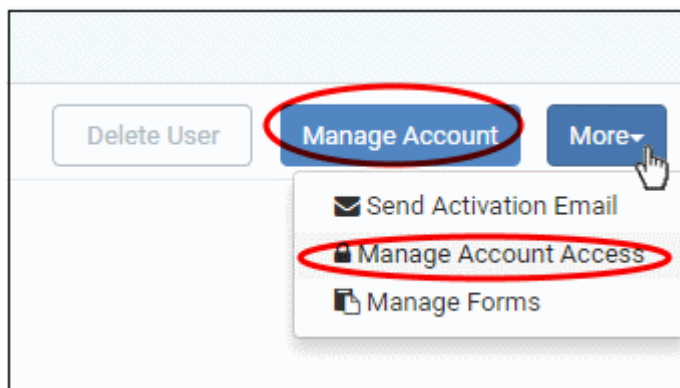 Delete User
Manage Account
More
Send Activation Email
Manage Account Access
Manage Forms